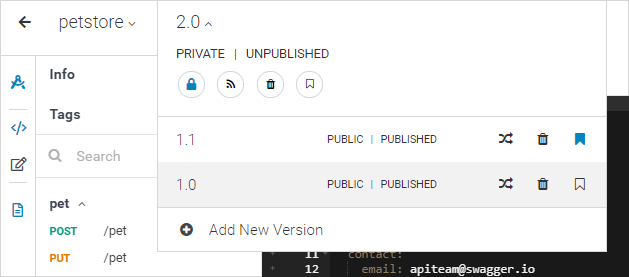 petstore
2.0
PRIVATE | UNPUBLISHED
Info
Tags
Search
1.1 PUBLIC | PUBLISHED
1.0 PUBLIC | PUBLISHED
Add New Version
pet
POST /pet
PUT /pet
11 contact:
12 email: apiteam@swagger.io